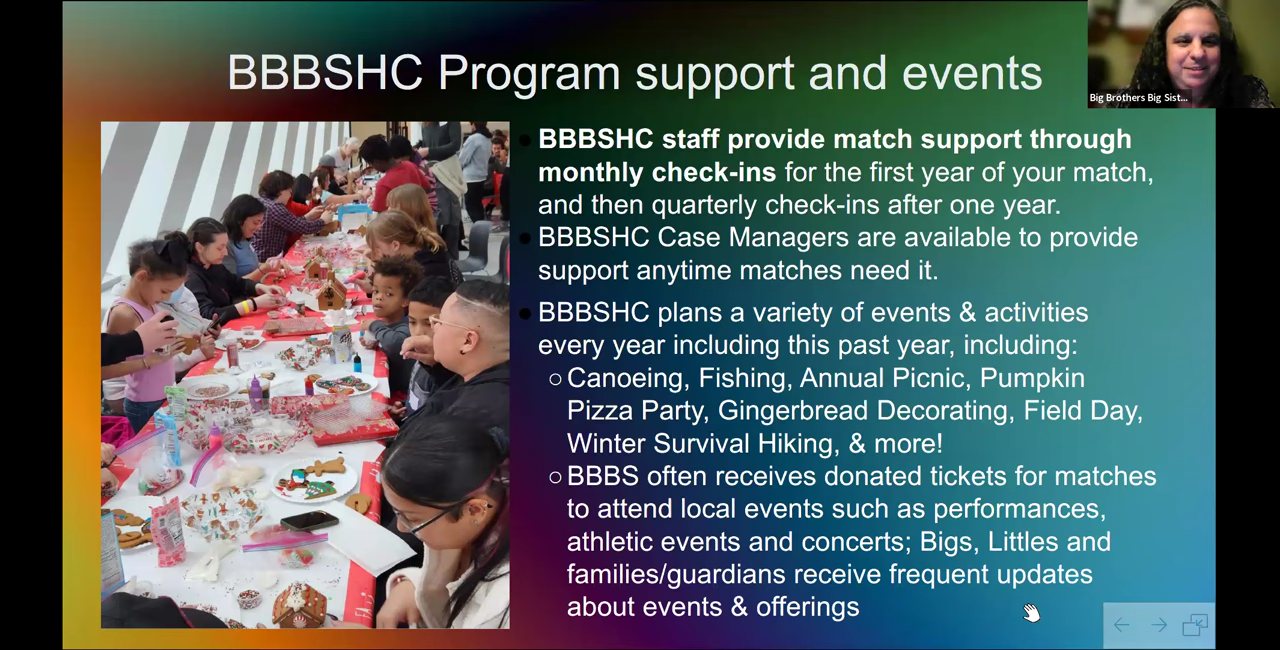 BBBSHC Program support and events
Big Brothers Big Sist...
BBBSHC staff provide match support through
monthly check-ins for the first year of your match,
and then quarterly check-ins after one year.
BBBSHC Case Managers are available to provide
support anytime matches need it.
BBBSHC plans a variety of events & activities
every year including this past year, including:
Canoeing, Fishing, Annual Picnic, Pumpkin
Pizza Party, Gingerbread Decorating, Field Day,
Winter Survival Hiking, & more!
BBBS often receives donated tickets for matches
to attend local events such as performances,
athletic events and concerts; Bigs, Littles and
families/guardians receive frequent updates
about events & offerings